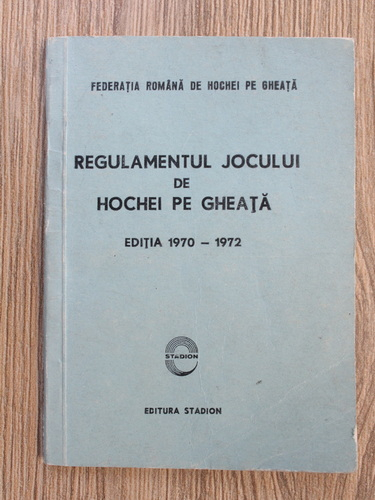 FEDERAȚIA ROMÂNĂ DE HOCHEI PE GHEAȚĂ
REGULAMENTUL JOCULUI
DE
HOCHEI PE GHEAȚĂ
EDIȚIA 1970 – 1972
STADION
EDITURA STADION